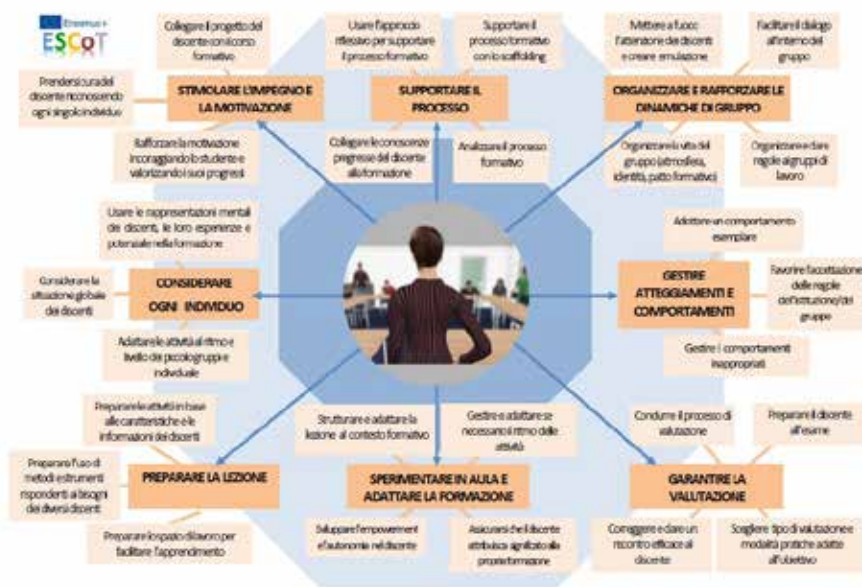 Erasmus+
ESCoT
Collegare il progetto del
discente con il corso
formativo
Prendersi cura del
discente riconoscendo
ogni singolo individuo
STIMOLARE L'IMPEGNO E
LA MOTIVAZIONE
Rafforzare la motivazione
incoraggiando lo studente e
valorizzando i suoi progressi
Usare l'approccio
riflessivo per supportare
il processo formativo
Supportare il
processo formativo
con lo scaffolding
SUPPORTARE IL
PROCESSO
Collegare le conoscenze
pregresse del discente
alla formazione
Analizzare il processo
formativo
Mettere a fuoco
l'attenzione dei discenti
e creare emulazione
Facilitare il dialogo
all'interno del
gruppo
ORGANIZZARE E RAFFORZARE LE
DINAMICHE DI GRUPPO
Organizzare la vita del
gruppo (atmosfera,
identità, patto formativo)
Organizzare e dare
regole ai gruppi di
lavoro
Usare le rappresentazioni mentali
dei discenti, le loro esperienze e
potenziale nella formazione
Considerare la
situazione globale
dei discenti
CONSIDERARE
OGNI INDIVIDUO
Adattare le attività al ritmo e
livello dei piccoli gruppi e
individuale
Adottare un comportamento
esemplare
GESTIRE
ATTEGGIAMENTI E
COMPORTAMENTI
Favorire l'accettazione
delle regole
dell'istituzione/del
gruppo
Gestire i comportamenti
inappropriati
Preparare le attività in base
alle caratteristiche e le
informazioni dei discenti
Preparare l'uso di
metodi e strumenti
rispondenti ai bisogni
dei diversi discenti
PREPARARE LA LEZIONE
Preparare lo spazio di lavoro per
facilitare l'apprendimento
Strutturare e adattare la
lezione al contesto formativo
Gestire e adattare se
necessario il ritmo delle
attività
SPERIMENTARE IN AULA E
ADATTARE LA FORMAZIONE
Sviluppare l'empowerment
e l'autonomia nel discente
Assicurarsi che il discente
attribuisca significato alla
propria formazione
Condurre il processo di
valutazione
Preparare il discente
all'esame
GARANTIRE LA
VALUTAZIONE
Correggere e dare un
riscontro efficace al
discente
Scegliere tipo di valutazione e
modalità pratiche adatte
all'obiettivo